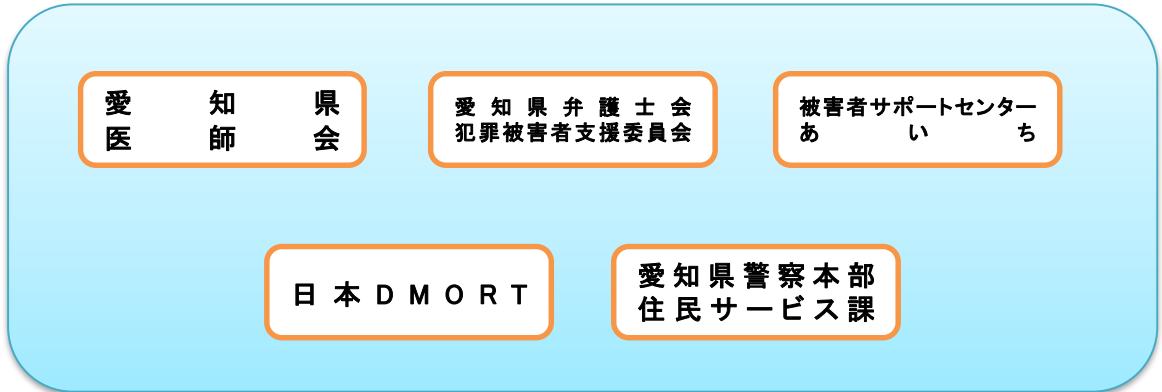 愛知県
医師会
愛知県弁護士会
犯罪被害者支援委員会
被害者サポートセンター
あいち
日本DMORT
愛知県警察本部
住民サービス課